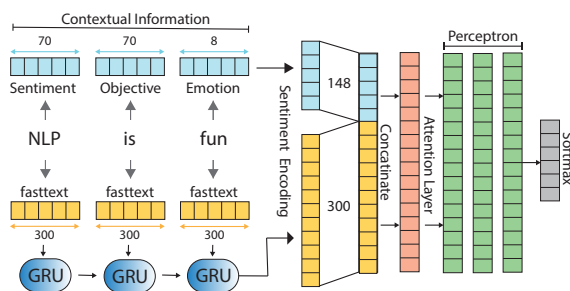 Contextual Information
70 70 8
Sentiment Objective Emotion
NLP is fun
fasttext fasttext fasttext
300 300 300
GRU GRU GRU
Sentiment Encoding
148
300
Concatenate
Attention Layer
Perceptron
Softmax